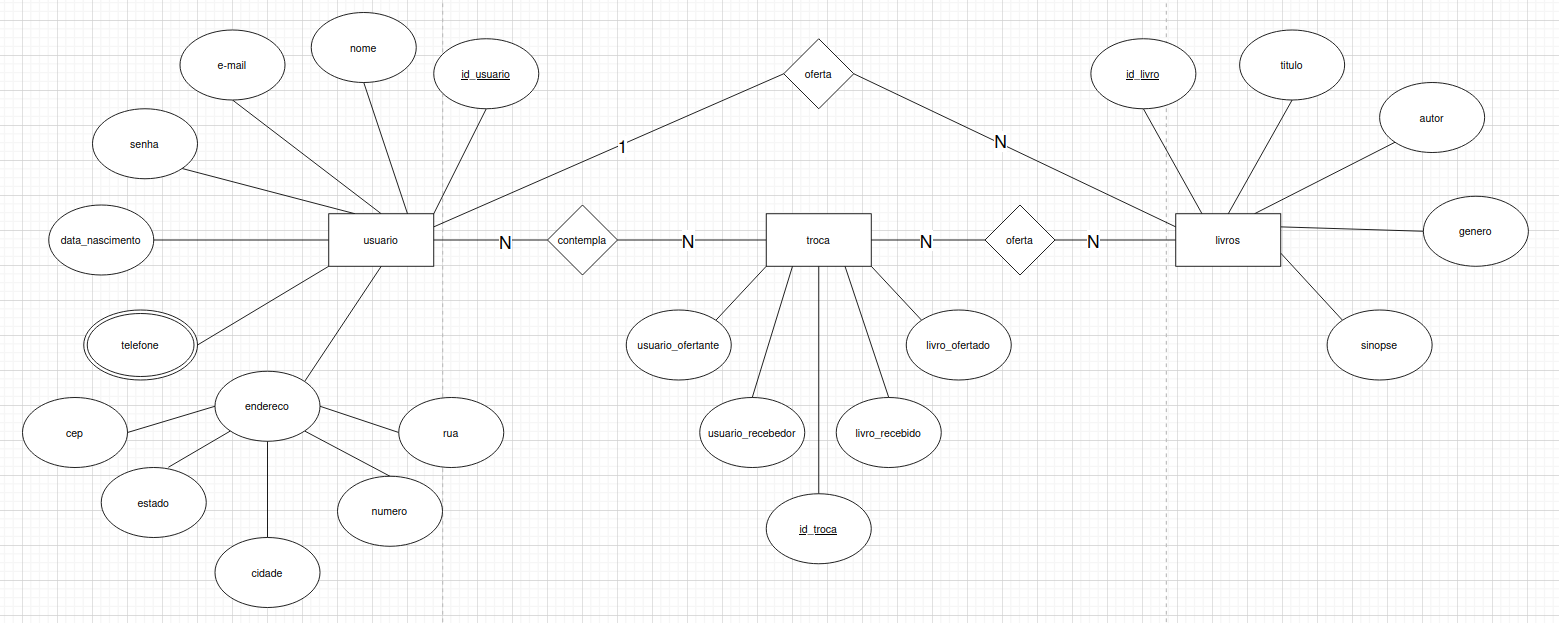 nome
e-mail
id_usuario
oferta
id_livro
titulo
autor
senha
1
N
data_nascimento
usuario
N
contempla
N
troca
N
oferta
N
livros
genero
telefone
usuario_ofertante
livro_ofertado
sinopse
endereco
cep
rua
usuario_recebedor
livro_recebido
estado
numero
id_troca
cidade